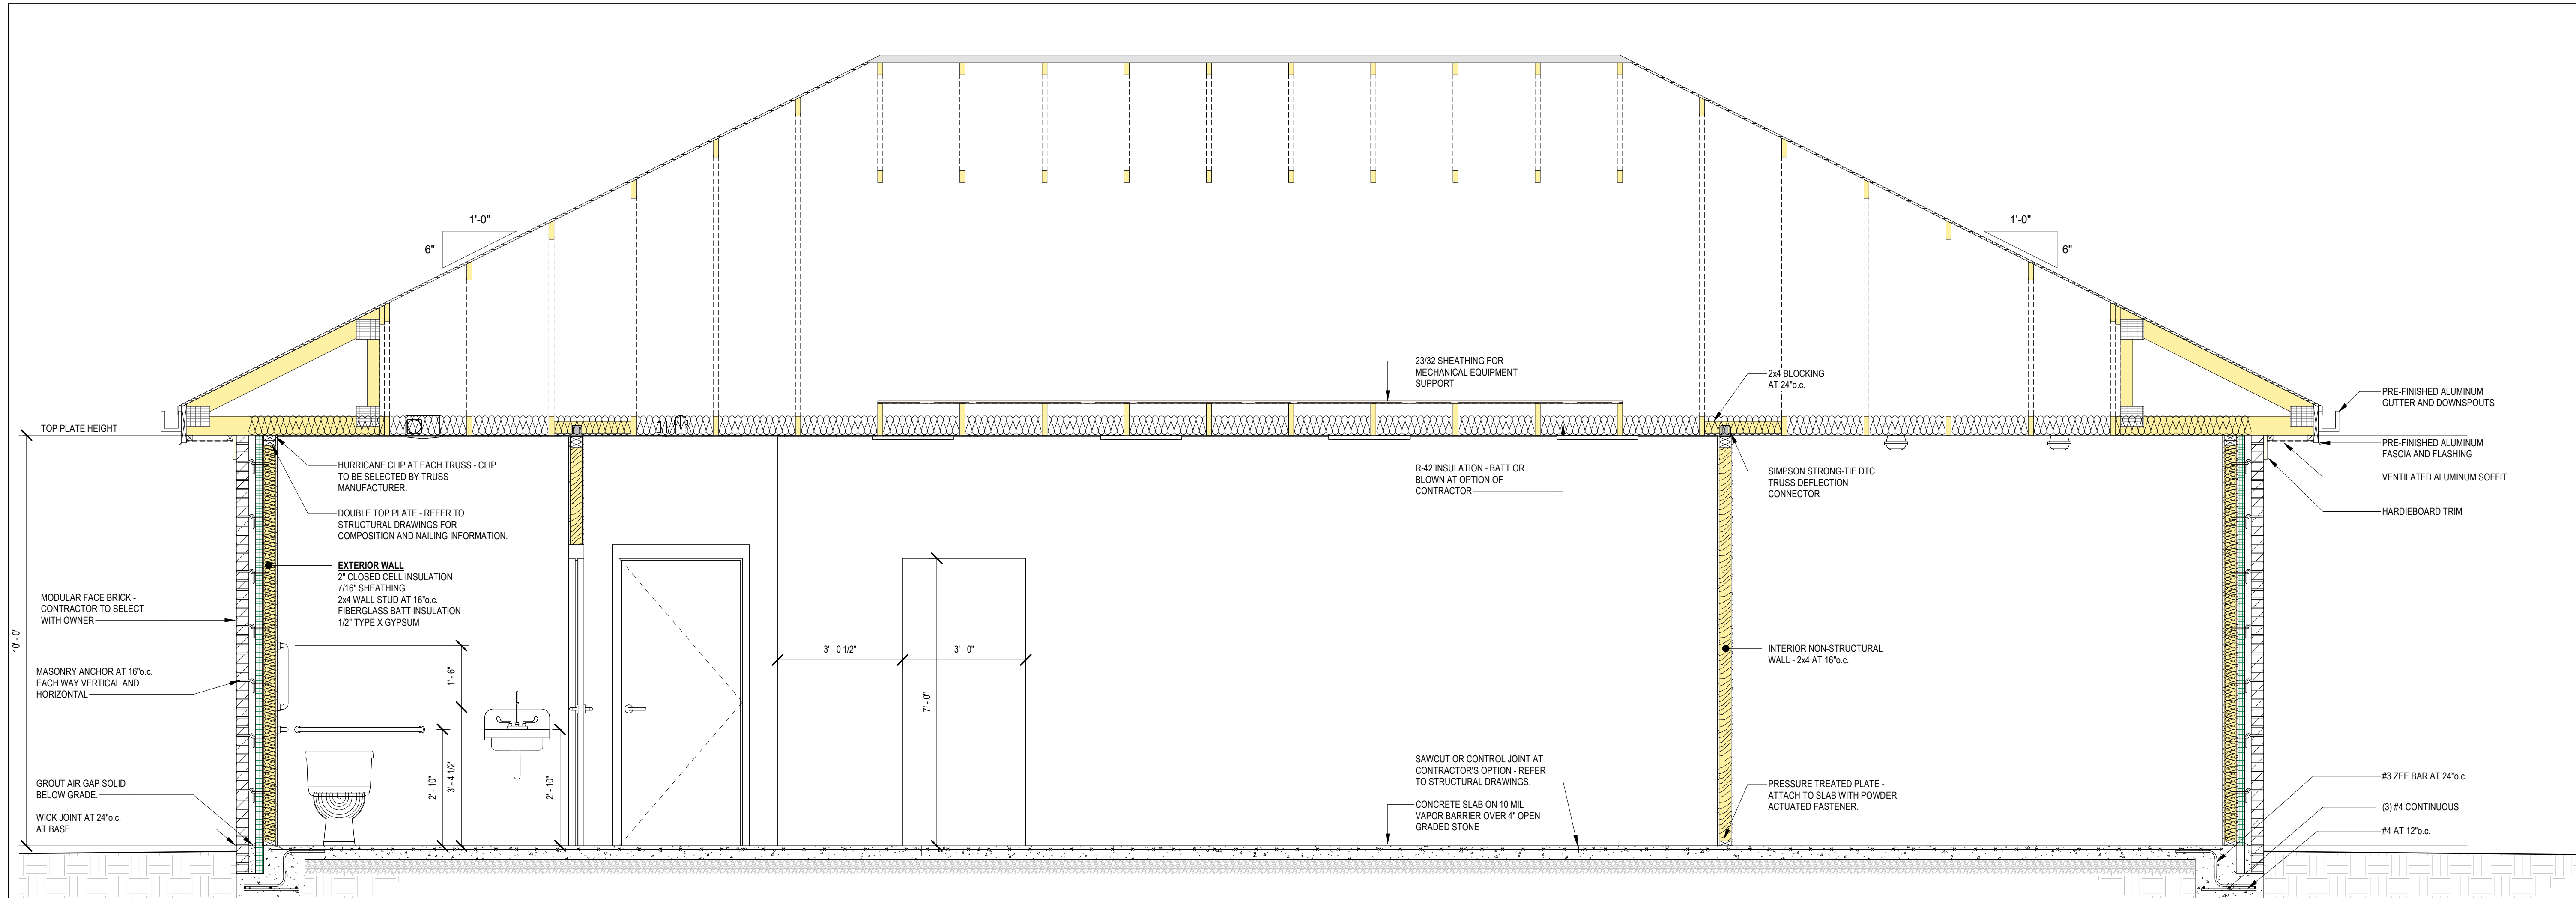 1'-0"
6"
1'-0"
6"
23/32 SHEATHING FOR
MECHANICAL EQUIPMENT
SUPPORT
2x4 BLOCKING
AT 24"o.c.
PRE-FINISHED ALUMINUM
GUTTER AND DOWNSPOUTS
TOP PLATE HEIGHT
PRE-FINISHED ALUMINUM
FASCIA AND FLASHING
HURRICANE CLIP AT EACH TRUSS - CLIP
TO BE SELECTED BY TRUSS
MANUFACTURER.
R-42 INSULATION - BATT OR
BLOWN AT OPTION OF
CONTRACTOR
SIMPSON STRONG-TIE DTC
TRUSS DEFLECTION
CONNECTOR
VENTILATED ALUMINUM SOFFIT
HARDIEBOARD TRIM
DOUBLE TOP PLATE - REFER TO
STRUCTURAL DRAWINGS FOR
COMPOSITION AND NAILING INFORMATION.
EXTERIOR WALL
2" CLOSED CELL INSULATION
7/16" SHEATHING
2x4 WALL STUD AT 16"o.c.
FIBERGLASS BATT INSULATION
1/2" TYPE X GYPSUM
MODULAR FACE BRICK -
CONTRACTOR TO SELECT
WITH OWNER
10' - 0"
3' - 0 1/2"
3' - 0"
INTERIOR NON-STRUCTURAL
WALL - 2x4 AT 16"o.c.
MASONRY ANCHOR AT 16"o.c.
EACH WAY VERTICAL AND
HORIZONTAL
1' - 6"
7' - 0"
2' - 10"
3' - 4 1/2"
2' - 10"
GROUT AIR GAP SOLID
BELOW GRADE.
WICK JOINT AT 24"o.c.
AT BASE
SAWCUT OR CONTROL JOINT AT
CONTRACTOR'S OPTION - REFER
TO STRUCTURAL DRAWINGS.
CONCRETE SLAB ON 10 MIL
VAPOR BARRIER OVER 4" OPEN
GRADED STONE
PRESSURE TREATED PLATE -
ATTACH TO SLAB WITH POWDER
ACTUATED FASTENER.
#3 ZEE BAR AT 24"o.c.
(3) #4 CONTINUOUS
#4 AT 12"o.c.